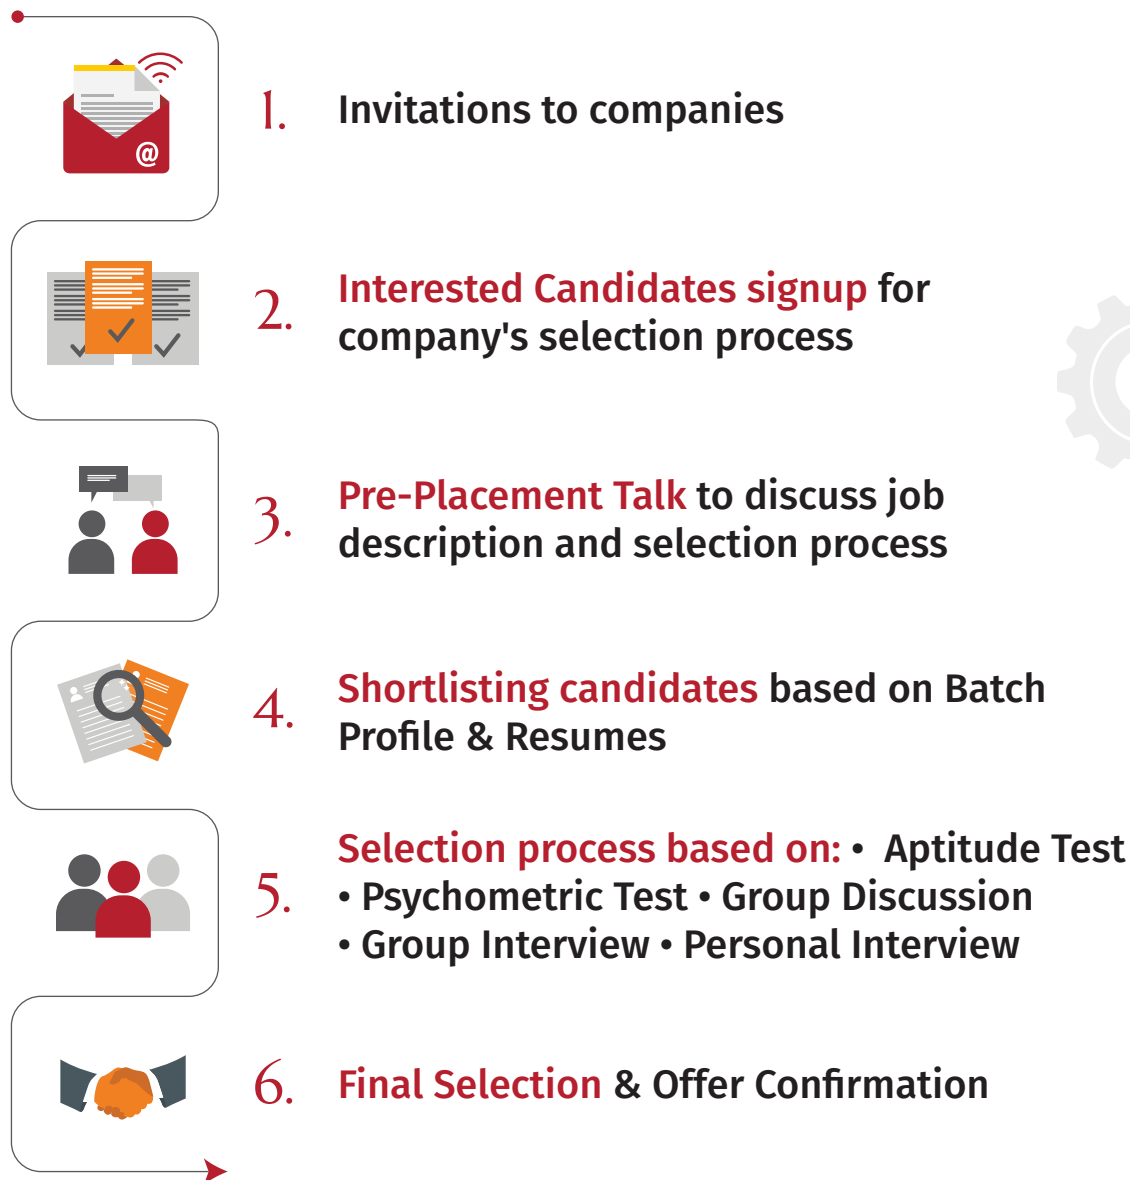 @
1. Invitations to companies
2. Interested Candidates signup for
company's selection process
3. Pre-Placement Talk to discuss job
description and selection process
4. Shortlisting candidates based on Batch
Profile & Resumes
5. Selection process based on: • Aptitude Test
• Psychometric Test • Group Discussion
• Group Interview • Personal Interview
6. Final Selection & Offer Confirmation